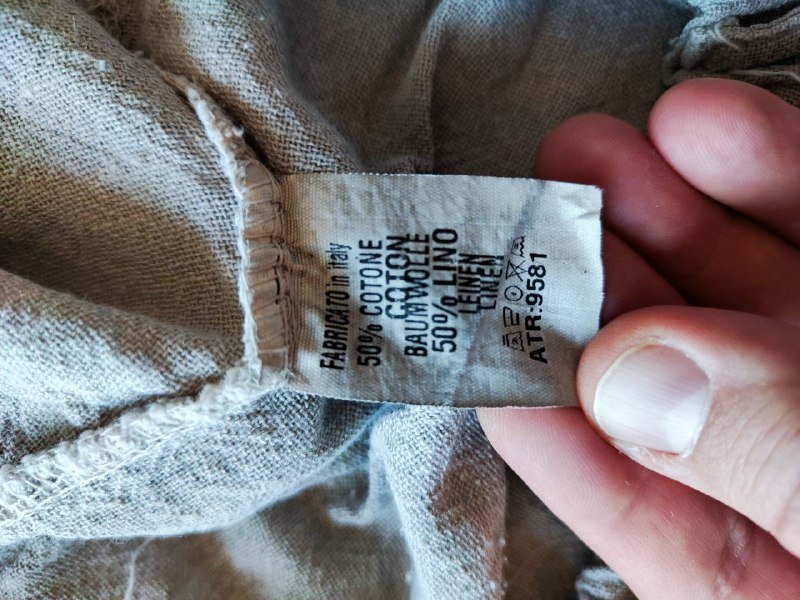 FABRICATO in italy
50% COTONE
COTON
BAUMWOLLE
50% LINO
LEINEN
LINEN
ATR:9581